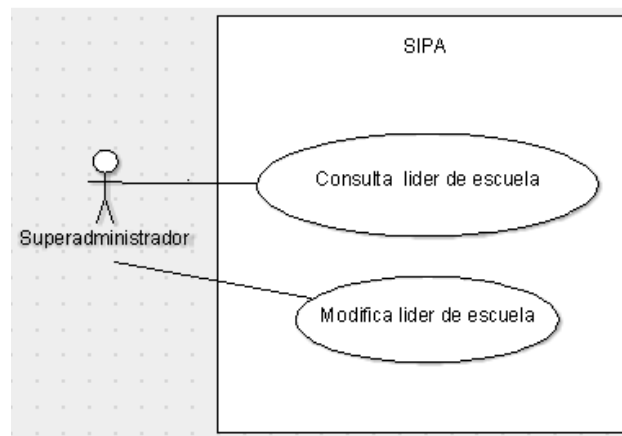 SIPA
Consulta lider de escuela
Superadministrador
Modifica lider de escuela